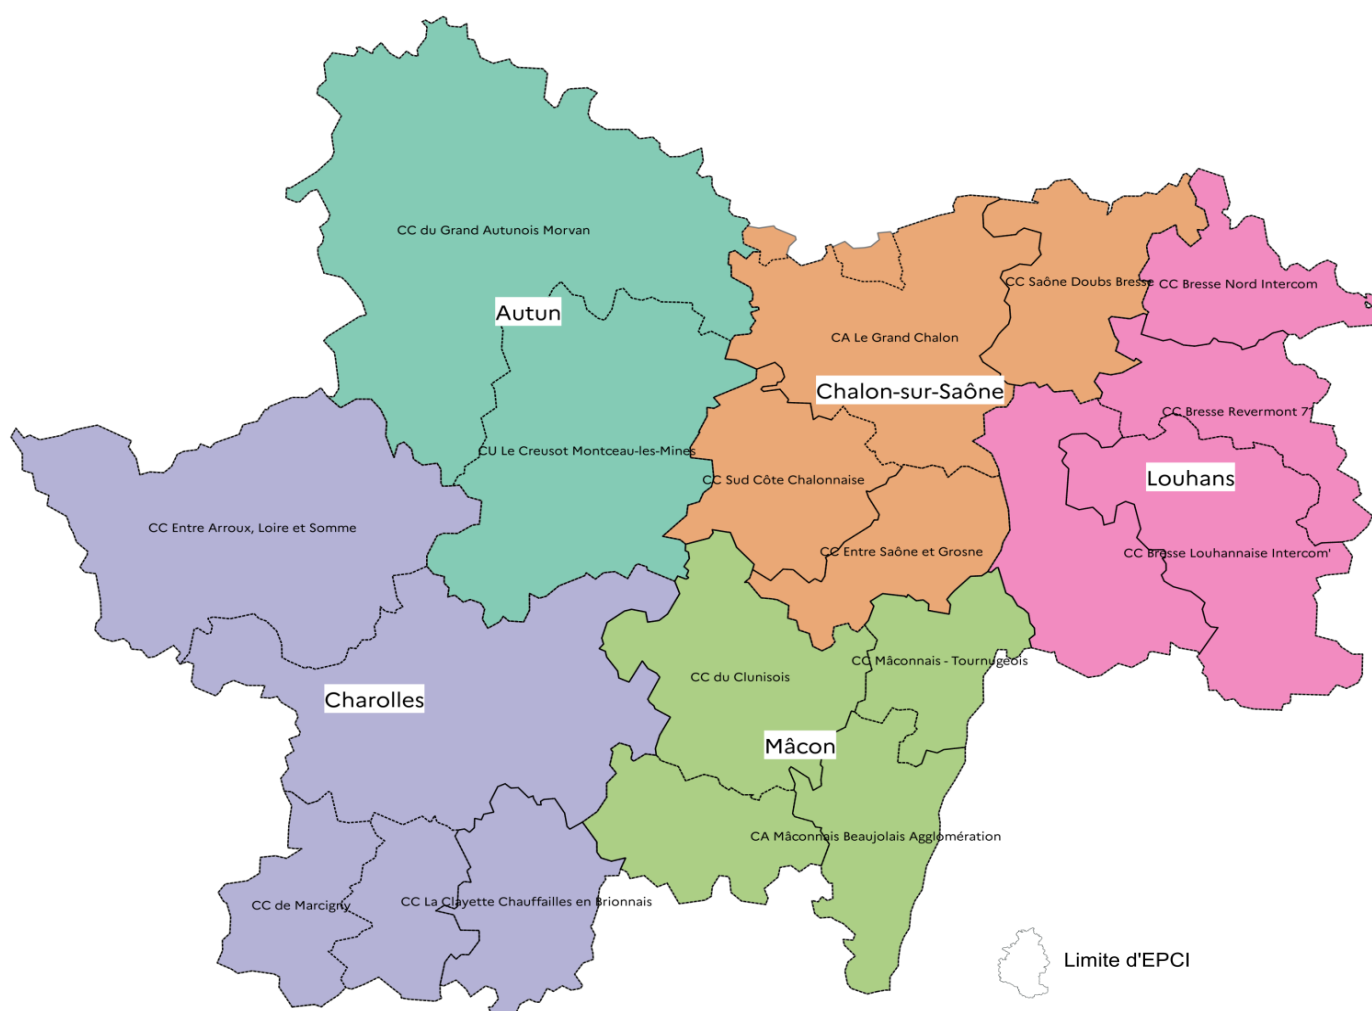 CC du Grand Autunois Morvan
Autun
CC Saône Doubs Bresse
CC Bresse Nord Intercom
CA Le Grand Chalon
Chalon-sur-Saône
CC Bresse Revermont 71
CU Le Creusot Montceau-les-Mines
CC Sud Côte Chalonnaise
Louhans
CC Entre Arroux, Loire et Somme
CC Entre Saône et Grosne
CC Bresse Louhannaise Intercom'
CC Mâconnais - Tournugeois
CC du Clunisois
Charolles
Mâcon
CA Mâconnais Beaujolais Agglomération
CC de Marcigny
CC La Clayette Chauffailles en Brionnais
Limite d'EPCI